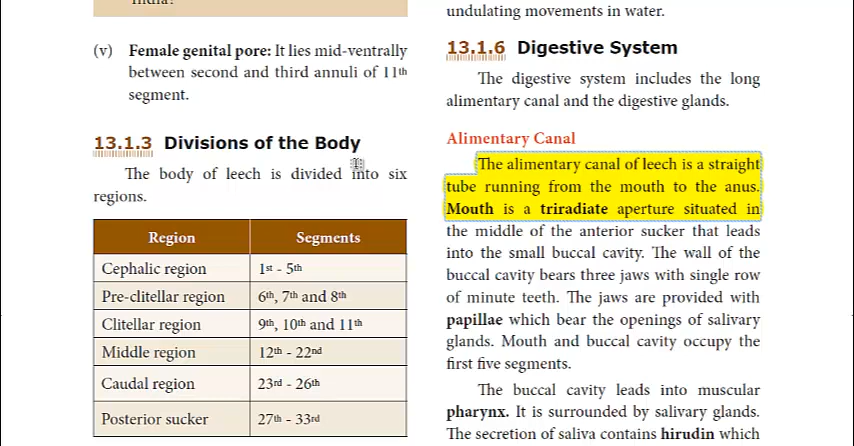 India?
(v) Female genital pore: It lies mid-ventrally
between second and third annuli of 11th
segment.
13.1.3 Divisions of the Body
The body of leech is divided into six
regions.
Region Segments
Cephalic region 1st - 5th
Pre-clitellar region 6th, 7th and 8th
Clitellar region 9th, 10th and 11th
Middle region 12th - 22nd
Caudal region 23rd - 26th
Posterior sucker 27th - 33rd
undulating movements in water.
13.1.6 Digestive System
The digestive system includes the long
alimentary canal and the digestive glands.
Alimentary Canal
The alimentary canal of leech is a straight
tube running from the mouth to the anus.
Mouth is a triradiate aperture situated in
the middle of the anterior sucker that leads
into the small buccal cavity. The wall of the
buccal cavity bears three jaws with single row
of minute teeth. The jaws are provided with
papillae which bear the openings of salivary
glands. Mouth and buccal cavity occupy the
first five segments.
The buccal cavity leads into muscular
pharynx. It is surrounded by salivary glands.
The secretion of saliva contains hirudin which